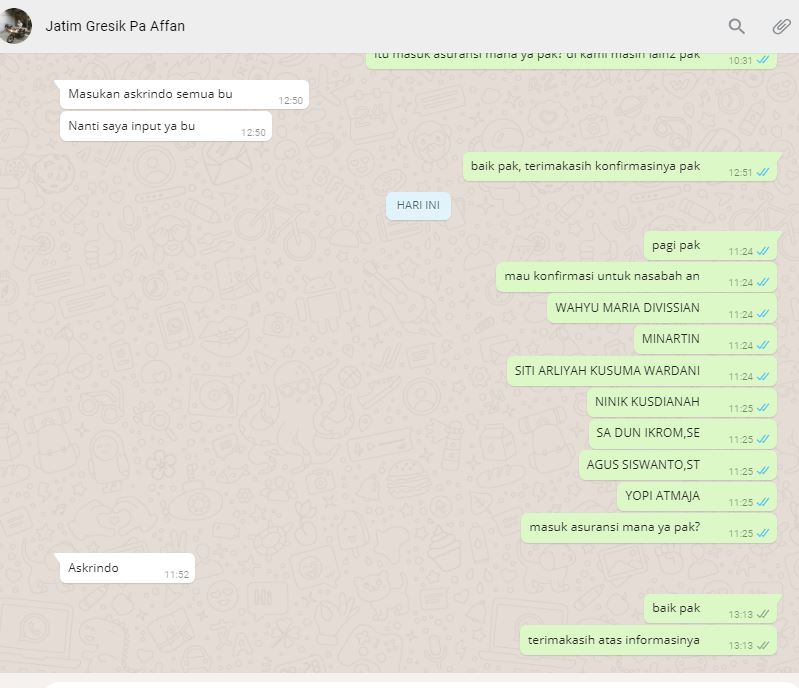 Jatim Gresik Pa Affan
itu masuk asuransi mana ya pak? di kami masih lain2 pak
10:31
Masukan askrindo semua bu
12:50
Nanti saya input ya bu
12:50
baik pak, terimakasih konfirmasinya pak
12:51
HARI INI
pagi pak
11:24
mau konfirmasi untuk nasabah an
11:24
WAHYU MARIA DIVISSIAN
11:24
MINARTIN
11:24
SITI ARLIYAH KUSUMA WARDANI
11:24
NINIK KUSDIANAH
11:25
SA DUN IKROM,SE
11:25
AGUS SISWANTO,ST
11:25
YOPI ATMAJA
11:25
masuk asuransi mana ya pak?
11:25
Askrindo
11:52
baik pak
13:13
terimakasih atas informasinya
13:13